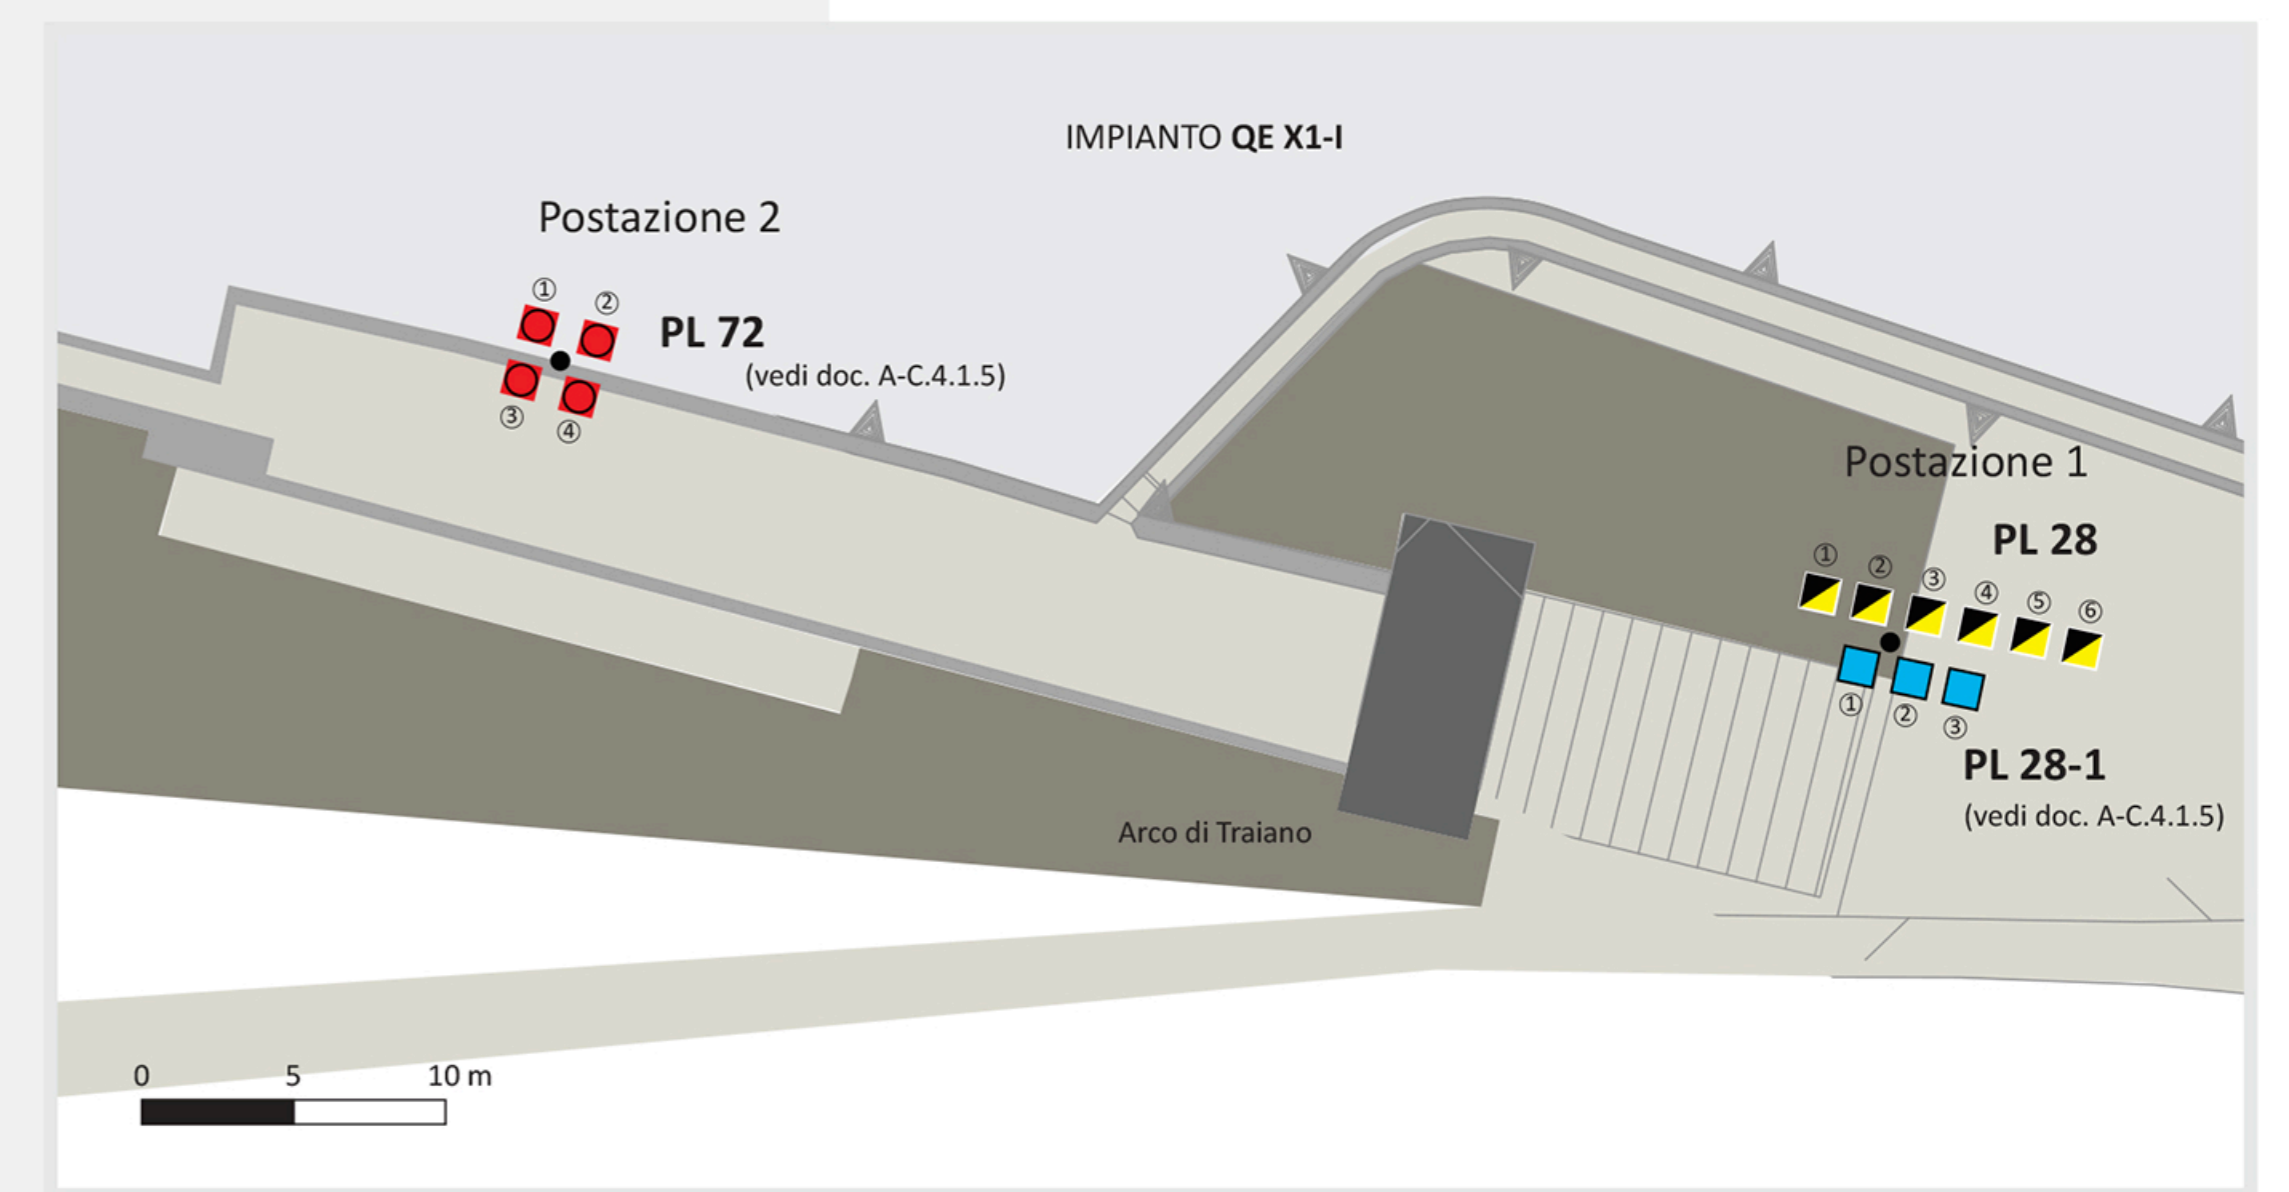 IMPIANTO QE X1-I
Postazione 2
① ②
PL 72
(vedi doc. A-C.4.1.5)
③ ④
Postazione 1
PL 28
① ② ③ ④ ⑤ ⑥
① ② ③
PL 28-1
(vedi doc. A-C.4.1.5)
Arco di Traiano
0 5 10 m